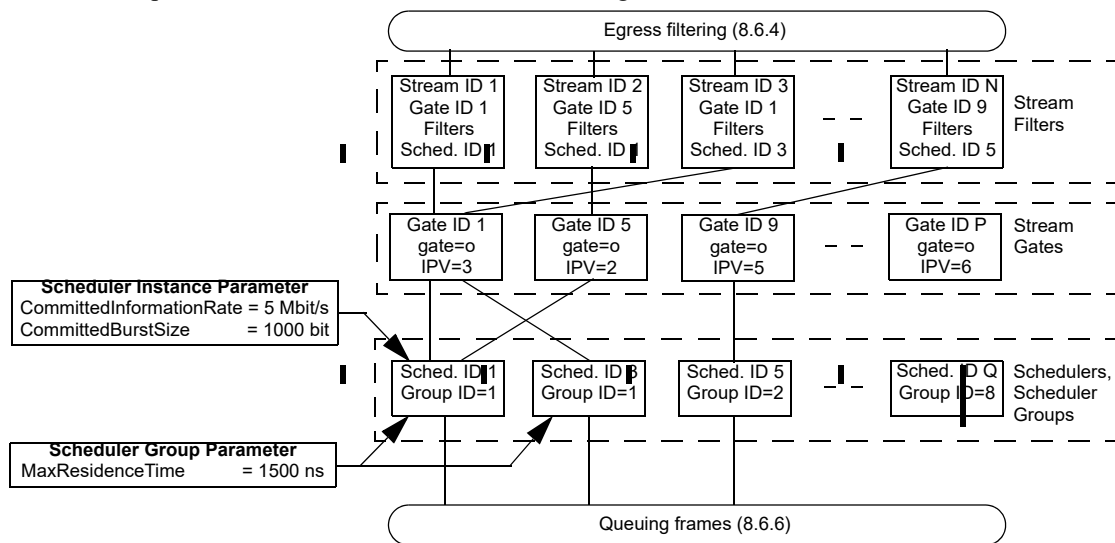 Egress filtering (8.6.4)
Stream ID 1
Gate ID 1
Filters
Sched. ID 1
Stream ID 2
Gate ID 5
Filters
Sched. ID 1
Stream ID 3
Gate ID 1
Filters
Sched. ID 3
Stream ID N
Gate ID 9
Filters
Sched. ID 5
Stream
Filters
Gate ID 1
gate=o
IPV=3
Gate ID 5
gate=o
IPV=2
Gate ID 9
gate=o
IPV=5
Gate ID P
gate=o
IPV=6
Stream
Gates
Scheduler Instance Parameter
CommittedInformationRate = 5 Mbit/s
CommittedBurstSize = 1000 bit
Sched. ID 1
Group ID=1
Sched. ID 3
Group ID=1
Sched. ID 5
Group ID=2
Sched. ID Q
Group ID=8
Schedulers,
Scheduler
Groups
Scheduler Group Parameter
MaxResidenceTime = 1500 ns
Queuing frames (8.6.6)